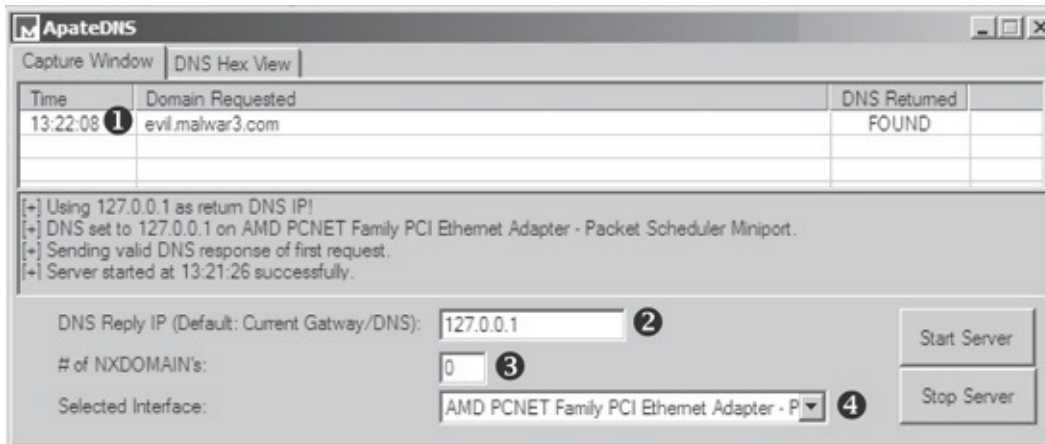 ApateDNS
Capture Window DNS Hex View
Time Domain Requested DNS Returned
13:22:08 ❶ evil.malwar3.com FOUND
[+] Using 127.0.0.1 as return DNS IP!
[+] DNS set to 127.0.0.1 on AMD PCNET Family PCI Ethernet Adapter - Packet Scheduler Miniport.
[+] Sending valid DNS response of first request.
[+] Server started at 13:21:26 successfully.
DNS Reply IP (Default: Current Gatway/DNS): 127.0.0.1 ❷
Start Server
# of NXDOMAIN's: 0 ❸
Selected Interface: AMD PCNET Family PCI Ethernet Adapter - P ❹
Stop Server